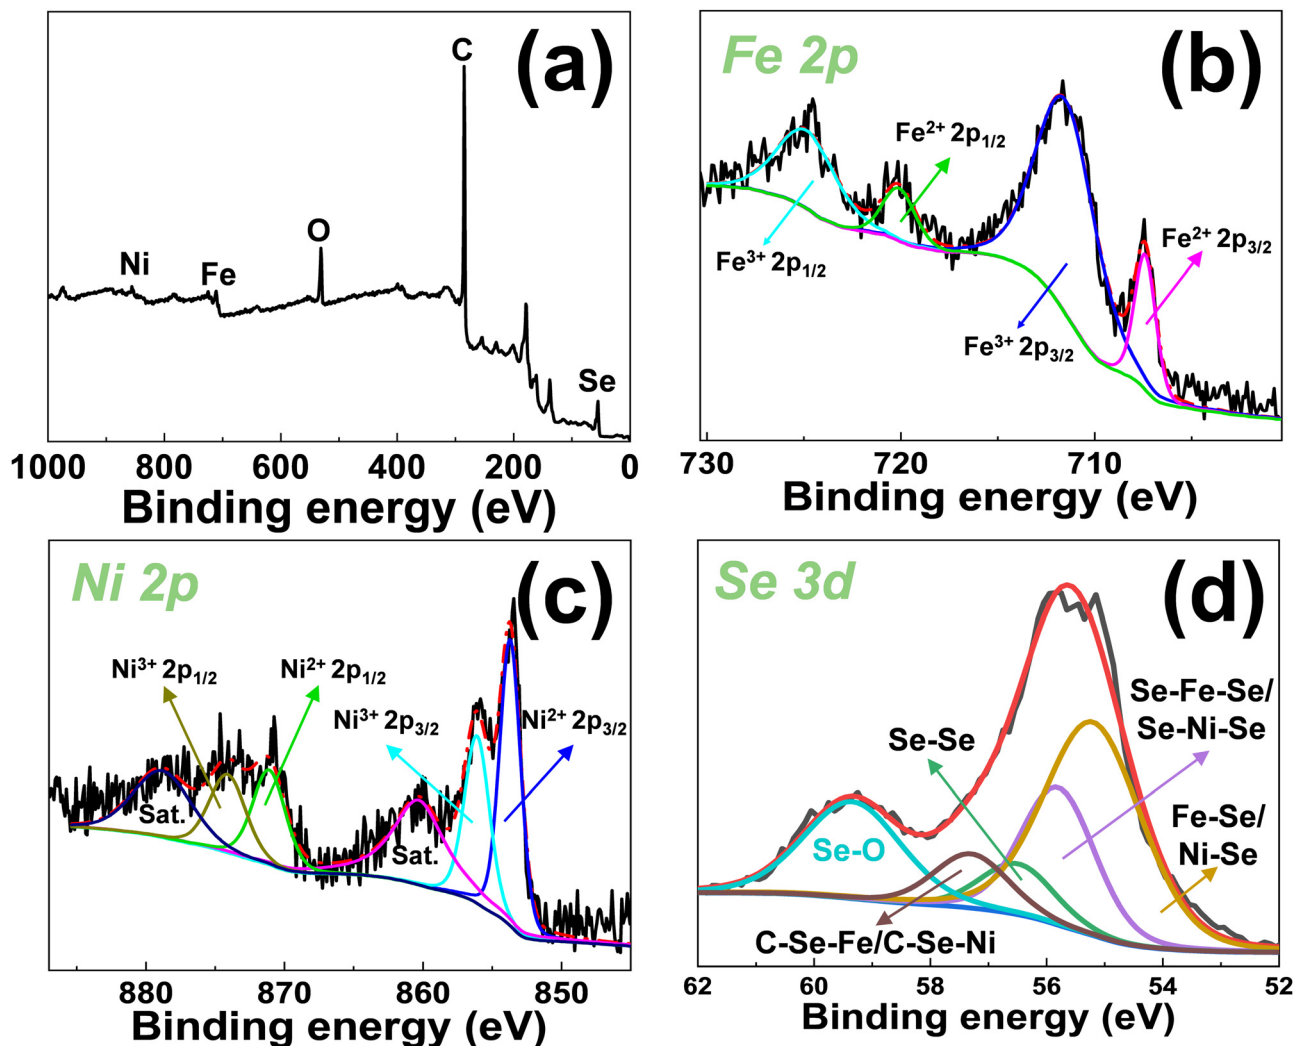 (a)
C
O
Ni
Fe
Se
1000 800 600 400 200 0
Binding energy (eV)
Fe 2p
(b)
Fe²⁺ 2p₁/₂
Fe³⁺ 2p₁/₂
Fe²⁺ 2p₃/₂
Fe³⁺ 2p₃/₂
730 720 710
Binding energy (eV)
Ni 2p
(c)
Ni³⁺ 2p₁/₂
Ni²⁺ 2p₁/₂
Ni³⁺ 2p₃/₂
Ni²⁺ 2p₃/₂
Sat.
Sat.
880 870 860 850
Binding energy (eV)
Se 3d
(d)
Se-Fe-Se/
Se-Ni-Se
Se-Se
Fe-Se/
Ni-Se
Se-O
C-Se-Fe/C-Se-Ni
62 60 58 56 54 52
Binding energy (eV)